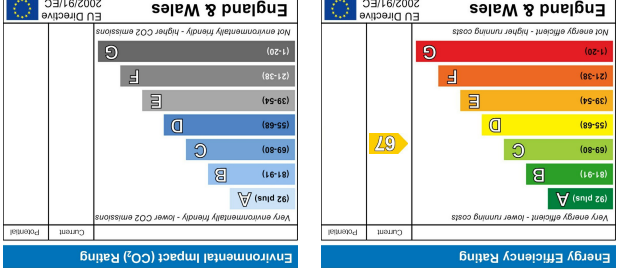 Energy Efficiency Rating
Current Potential
Very energy efficient - lower running costs
(92 plus) A
(81-91) B
(69-80) C
(55-68) D
67
(39-54) E
(21-38) F
(1-20) G
Not energy efficient - higher running costs
England & Wales
EU Directive
2002/91/EC
Environmental Impact (CO₂) Rating
Current Potential
Very environmentally friendly - lower CO2 emissions
(92 plus) A
(81-91) B
(69-80) C
(55-68) D
(39-54) E
(21-38) F
(1-20) G
Not environmentally friendly - higher CO2 emissions
England & Wales
EU Directive
2002/91/EC